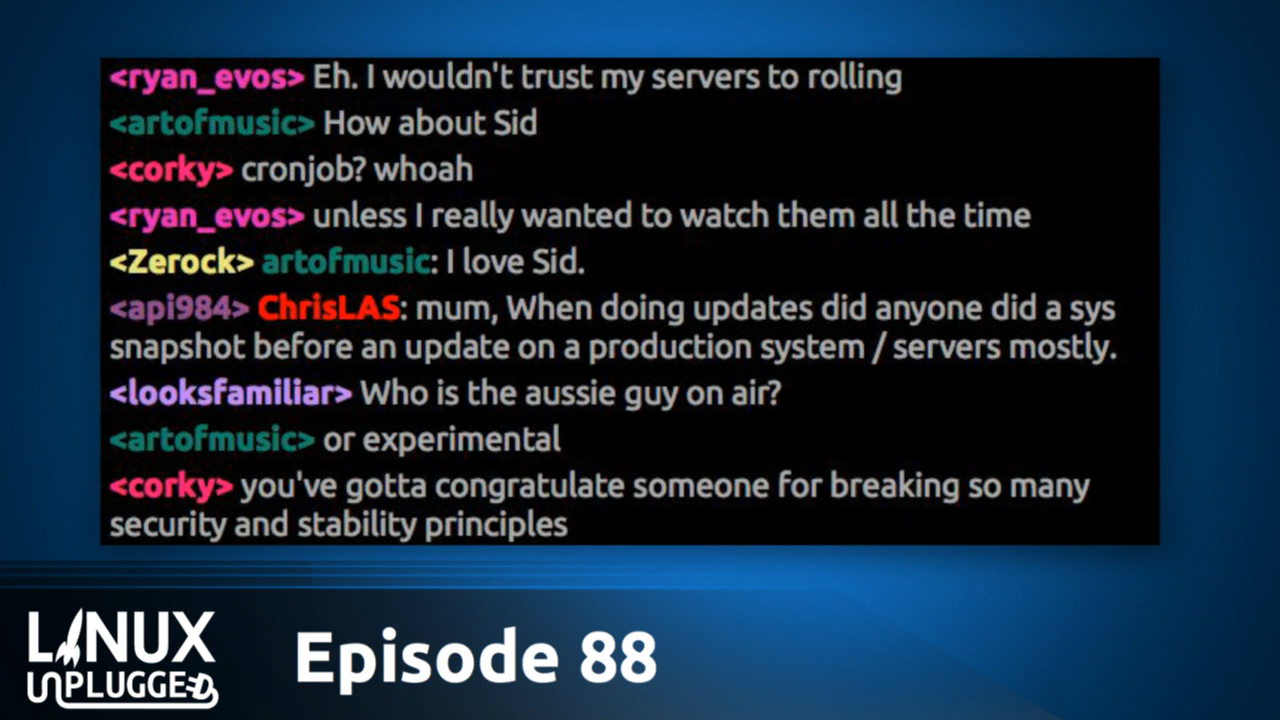 <ryan_evos> Eh. I wouldn't trust my servers to rolling
<artofmusic> How about Sid
<corky> cronjob? whoah
<ryan_evos> unless I really wanted to watch them all the time
<Zerock> artofmusic: I love Sid.
<api984> ChrisLAS: mum, When doing updates did anyone did a sys
snapshot before an update on a production system / servers mostly.
<looksfamiliar> Who is the aussie guy on air?
<artofmusic> or experimental
<corky> you've gotta congratulate someone for breaking so many
security and stability principles
LINUX
UNPLUGGED
Episode 88